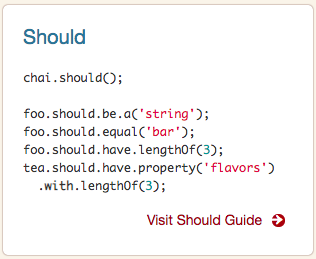 Should
chai.should();
foo.should.be.a('string');
foo.should.equal('bar');
foo.should.have.lengthOf(3);
tea.should.have.property('flavors')
  .with.lengthOf(3);
Visit Should Guide